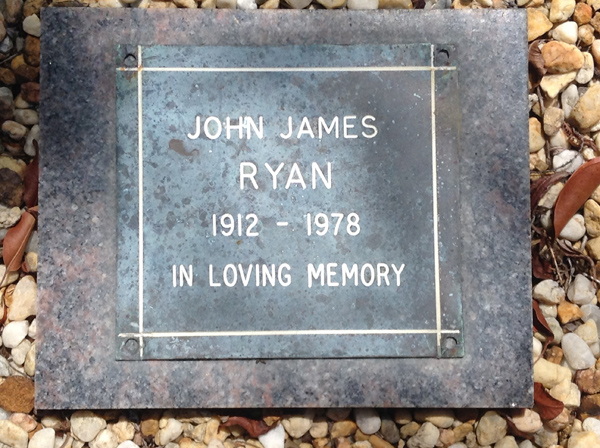 JOHN JAMES
RYAN
1912 - 1978
IN LOVING MEMORY